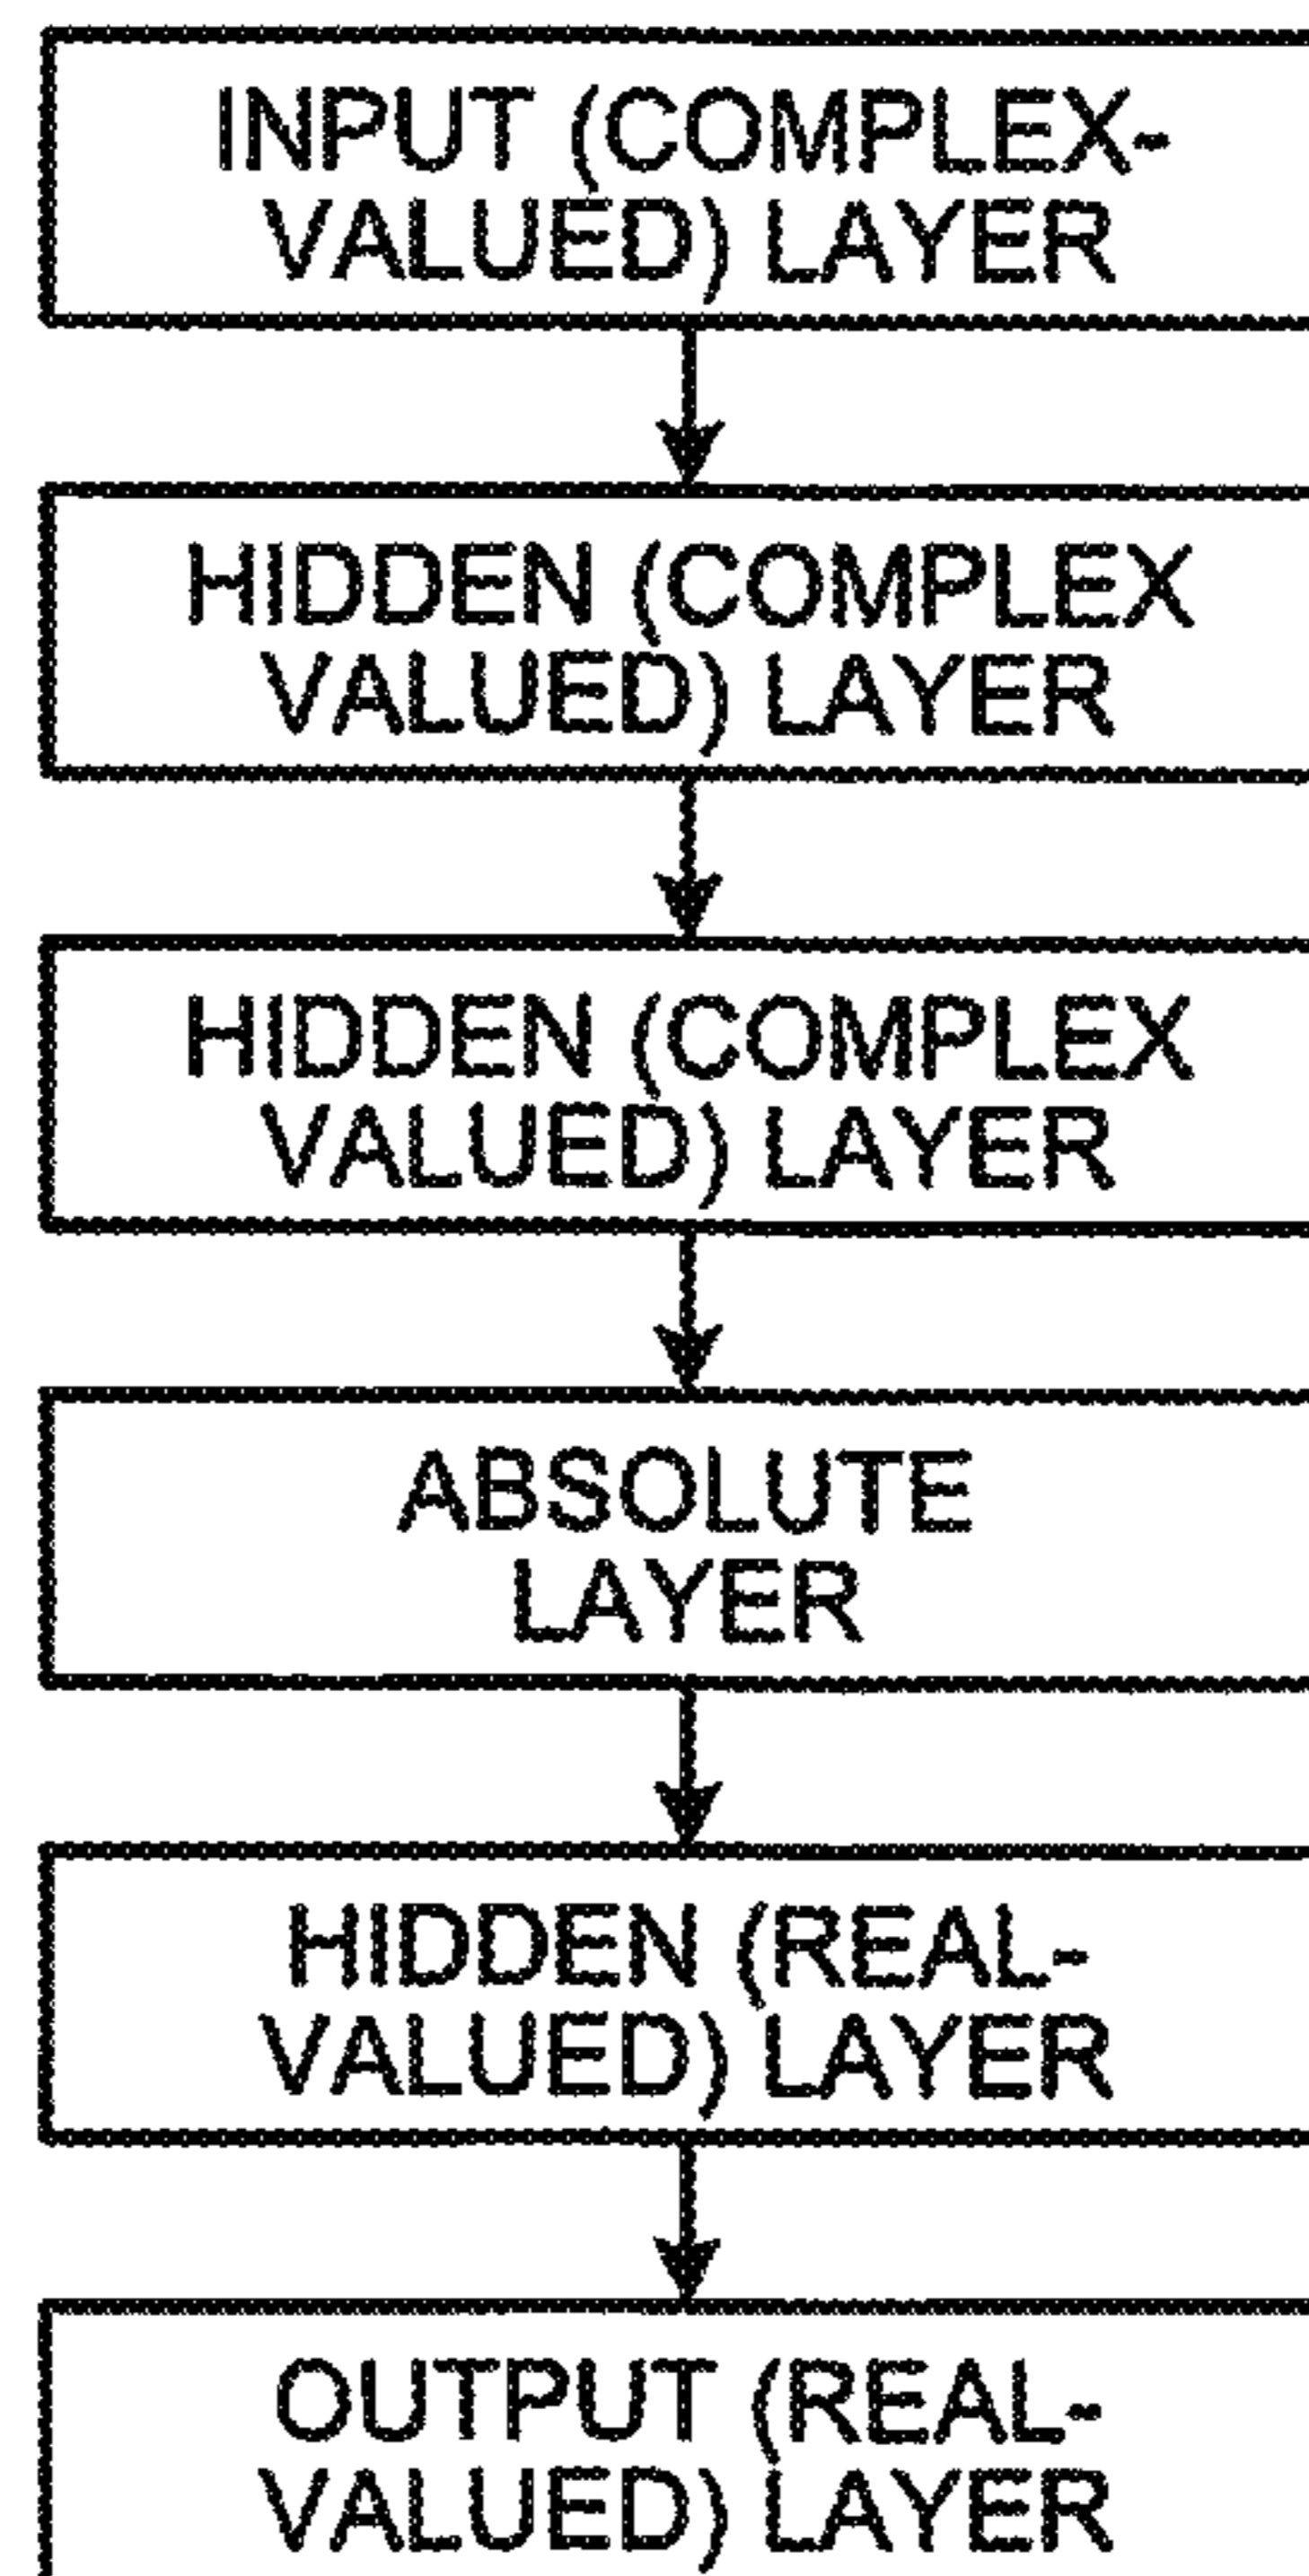 INPUT (COMPLEX-
VALUED) LAYER
HIDDEN (COMPLEX
VALUED) LAYER
HIDDEN (COMPLEX
VALUED) LAYER
ABSOLUTE
LAYER
HIDDEN (REAL-
VALUED) LAYER
OUTPUT (REAL-
VALUED) LAYER